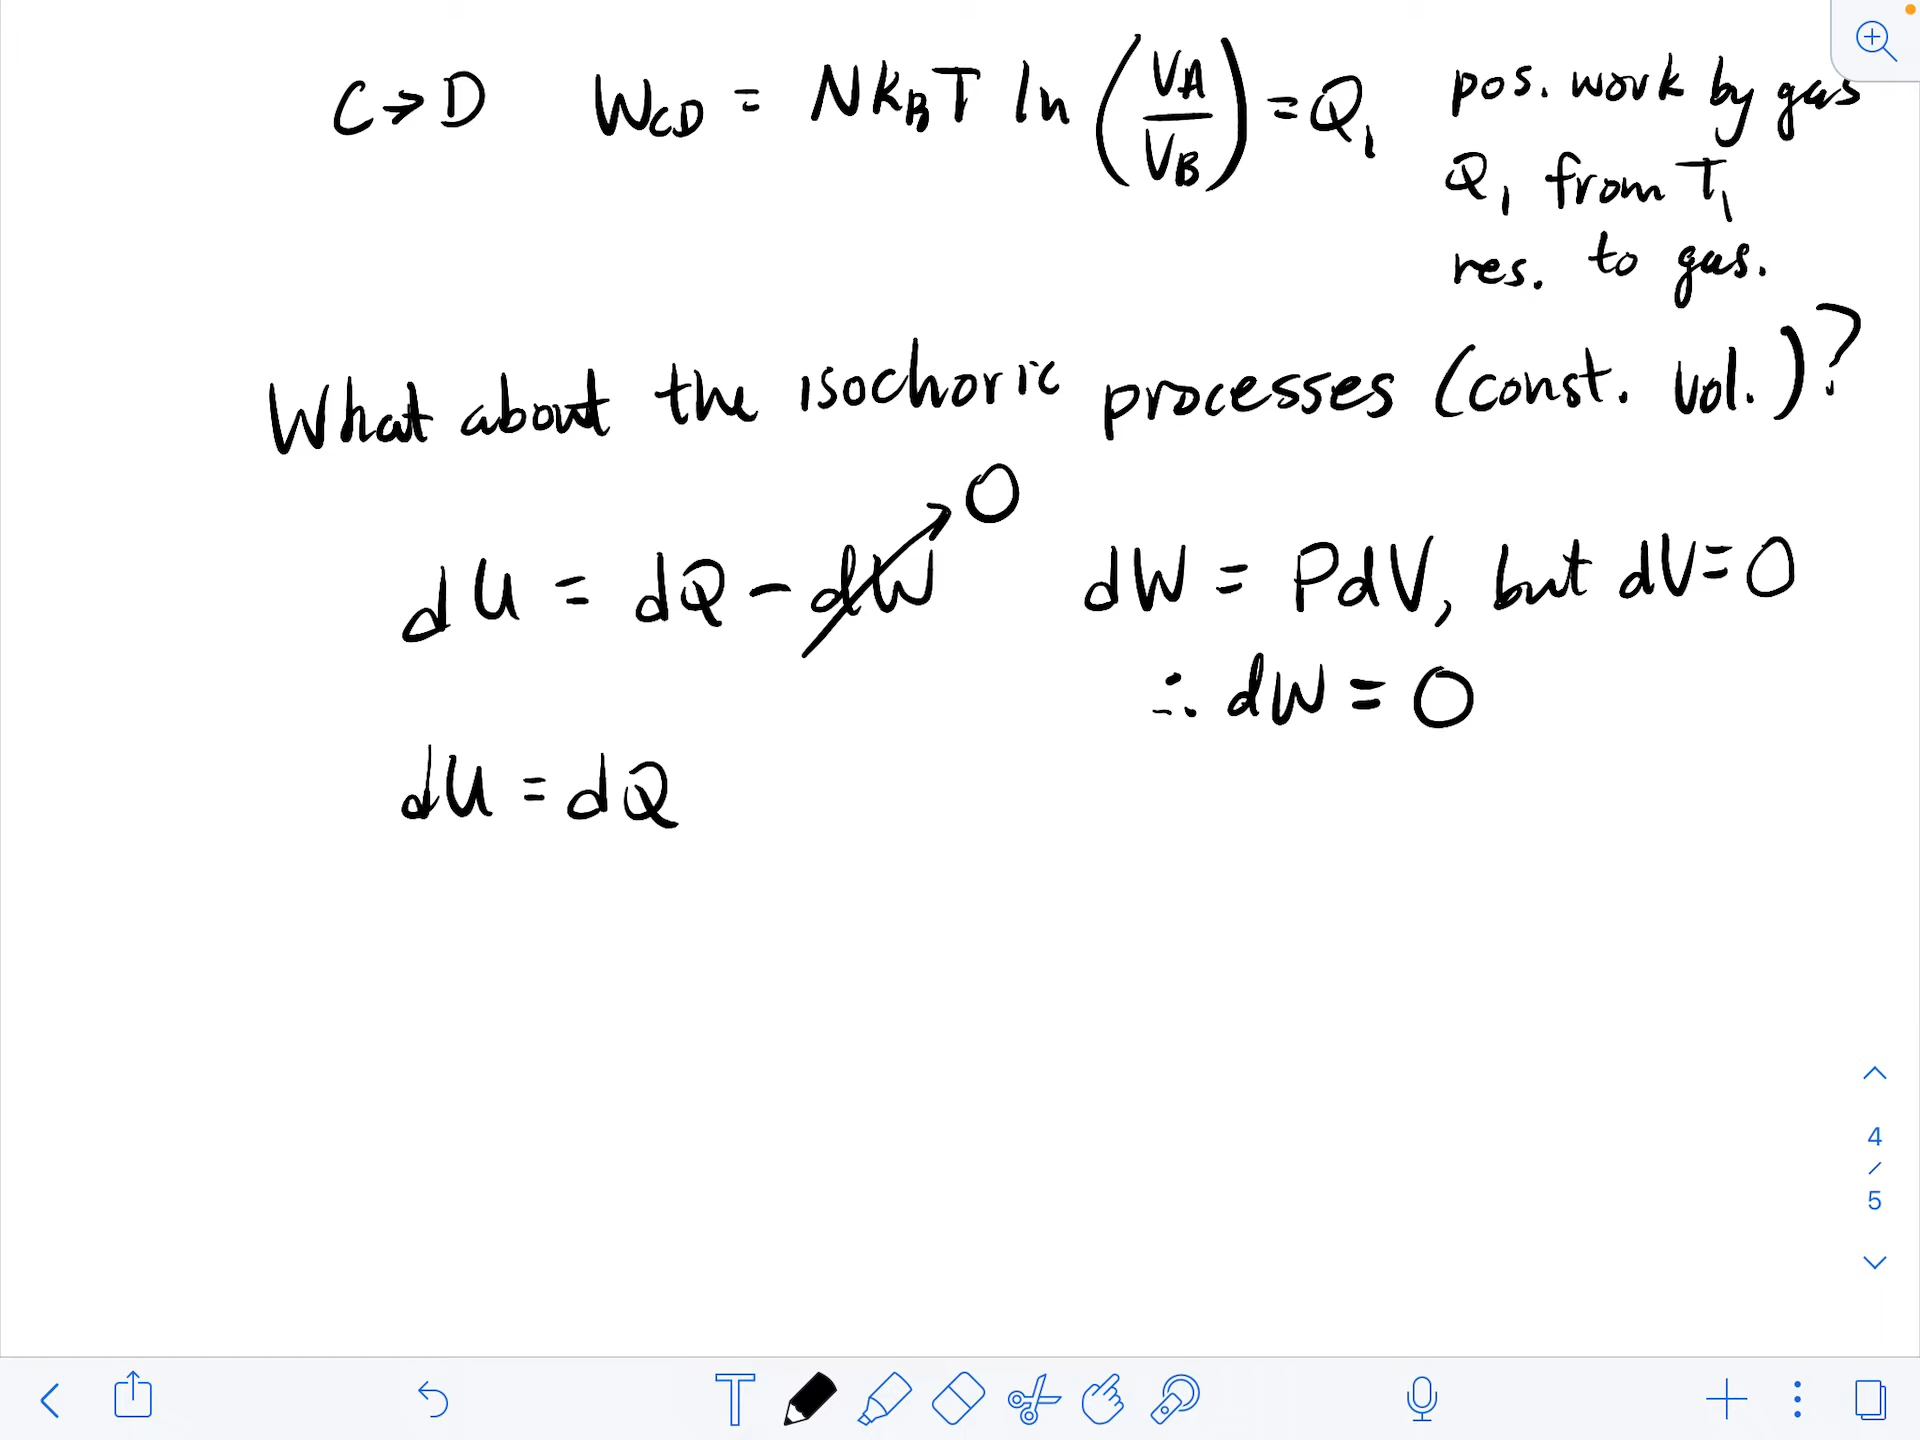 C → D W_CD = Nk_BT ln (V_A/V_B) = Q_1 pos. work by gas
Q_1 from T_1
res. to gas.
What about the isochoric processes (const. vol.)?
0
dU = dQ - dW dW = PdV, but dV = 0
∴ dW = 0
dU = dQ
4
/
5
T